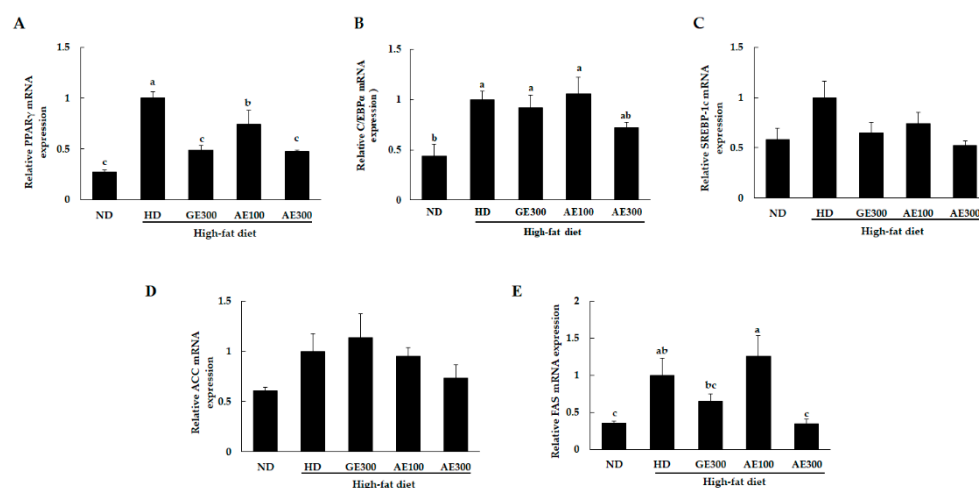 A
Relative PPARγ mRNA
expression
1.5
1
0.5
0
a
b
c
c
c
ND HD GE300 AE100 AE300
High-fat diet
B
Relative C/EBPα mRNA
expression )
1.5
1
0.5
0
b
a
a
a
ab
ND HD GE300 AE100 AE300
High-fat diet
C
Relative SREBP-1c mRNA
expression
1.5
1
0.5
0
ND HD GE300 AE100 AE300
High-fat diet
D
Relative ACC mRNA
expression
1.5
1
0.5
0
ND HD GE300 AE100 AE300
High-fat diet
E
Relative FAS mRNA expression
2
1.5
1
0.5
0
c
ab
bc
a
c
ND HD GE300 AE100 AE300
High-fat diet